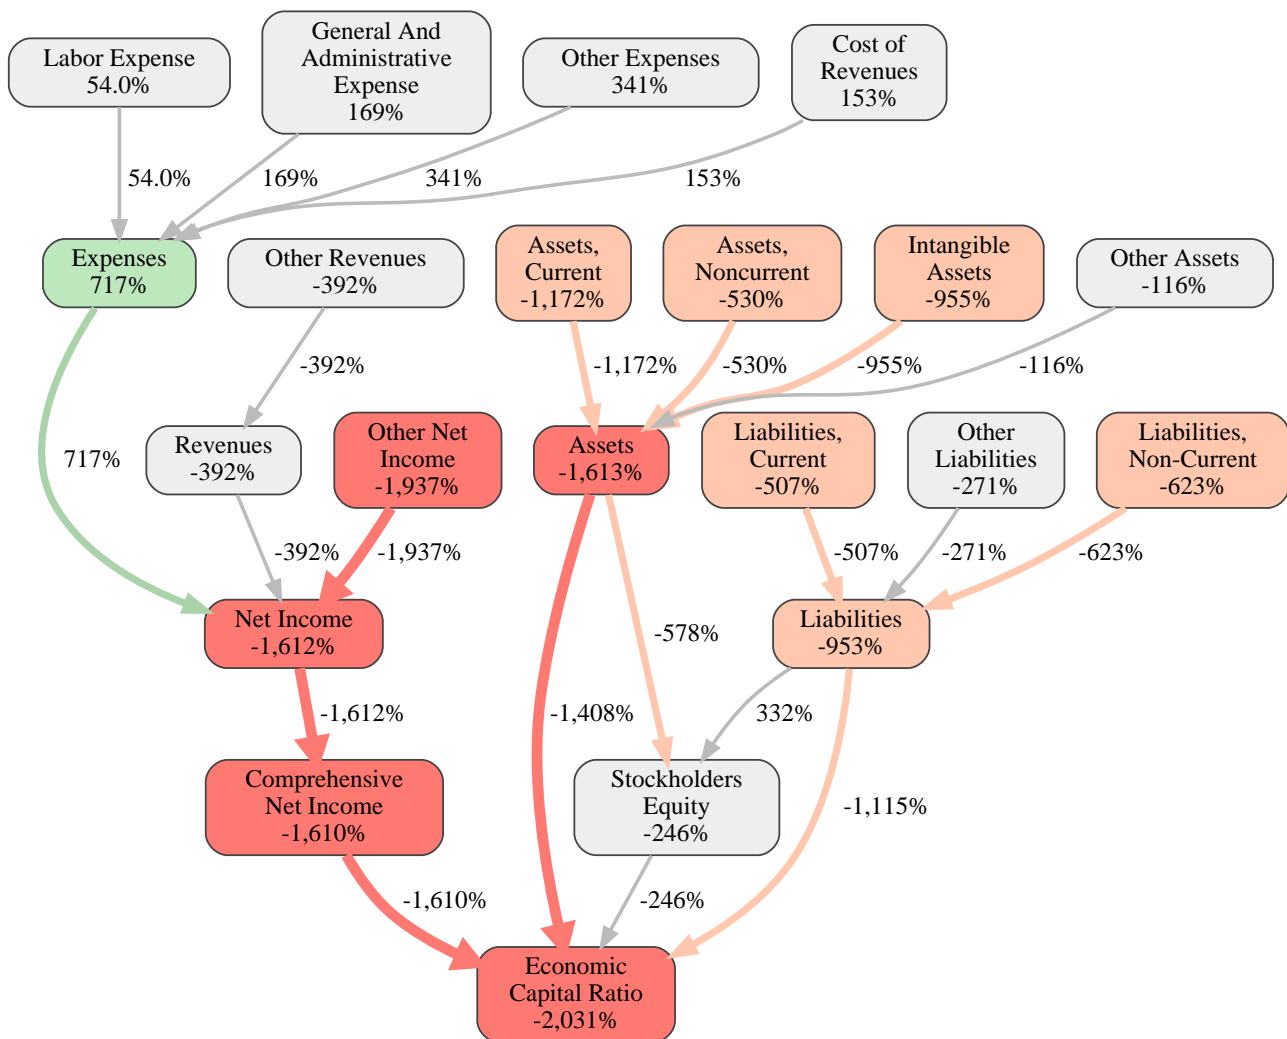 Labor Expense
54.0%
General And
Administrative
Expense
169%
Other Expenses
341%
Cost of
Revenues
153%
54.0%
169%
341%
153%
Expenses
717%
Other Revenues
-392%
Assets,
Current
-1,172%
Assets,
Noncurrent
-530%
Intangible
Assets
-955%
Other Assets
-116%
-392%
-1,172%
-530%
-955%
-116%
717%
Revenues
-392%
Other Net
Income
-1,937%
Assets
-1,613%
Liabilities,
Current
-507%
Other
Liabilities
-271%
Liabilities,
Non-Current
-623%
-392%
-1,937%
-507%
-271%
-623%
Net Income
-1,612%
-578%
Liabilities
-953%
-1,612%
-1,408%
332%
Comprehensive
Net Income
-1,610%
Stockholders
Equity
-246%
-1,115%
-1,610%
-246%
Economic
Capital Ratio
-2,031%